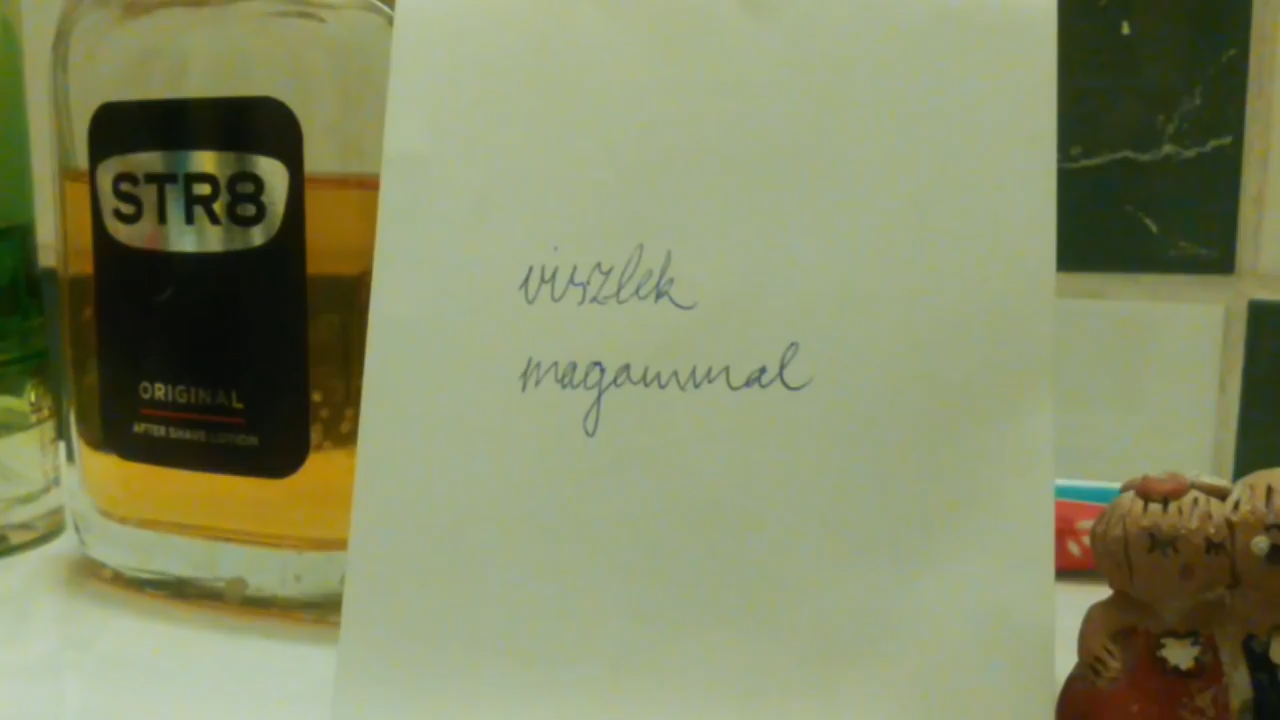 STR8
ORIGINAL
AFTER SHAVE LOTION
viszlek
magammal